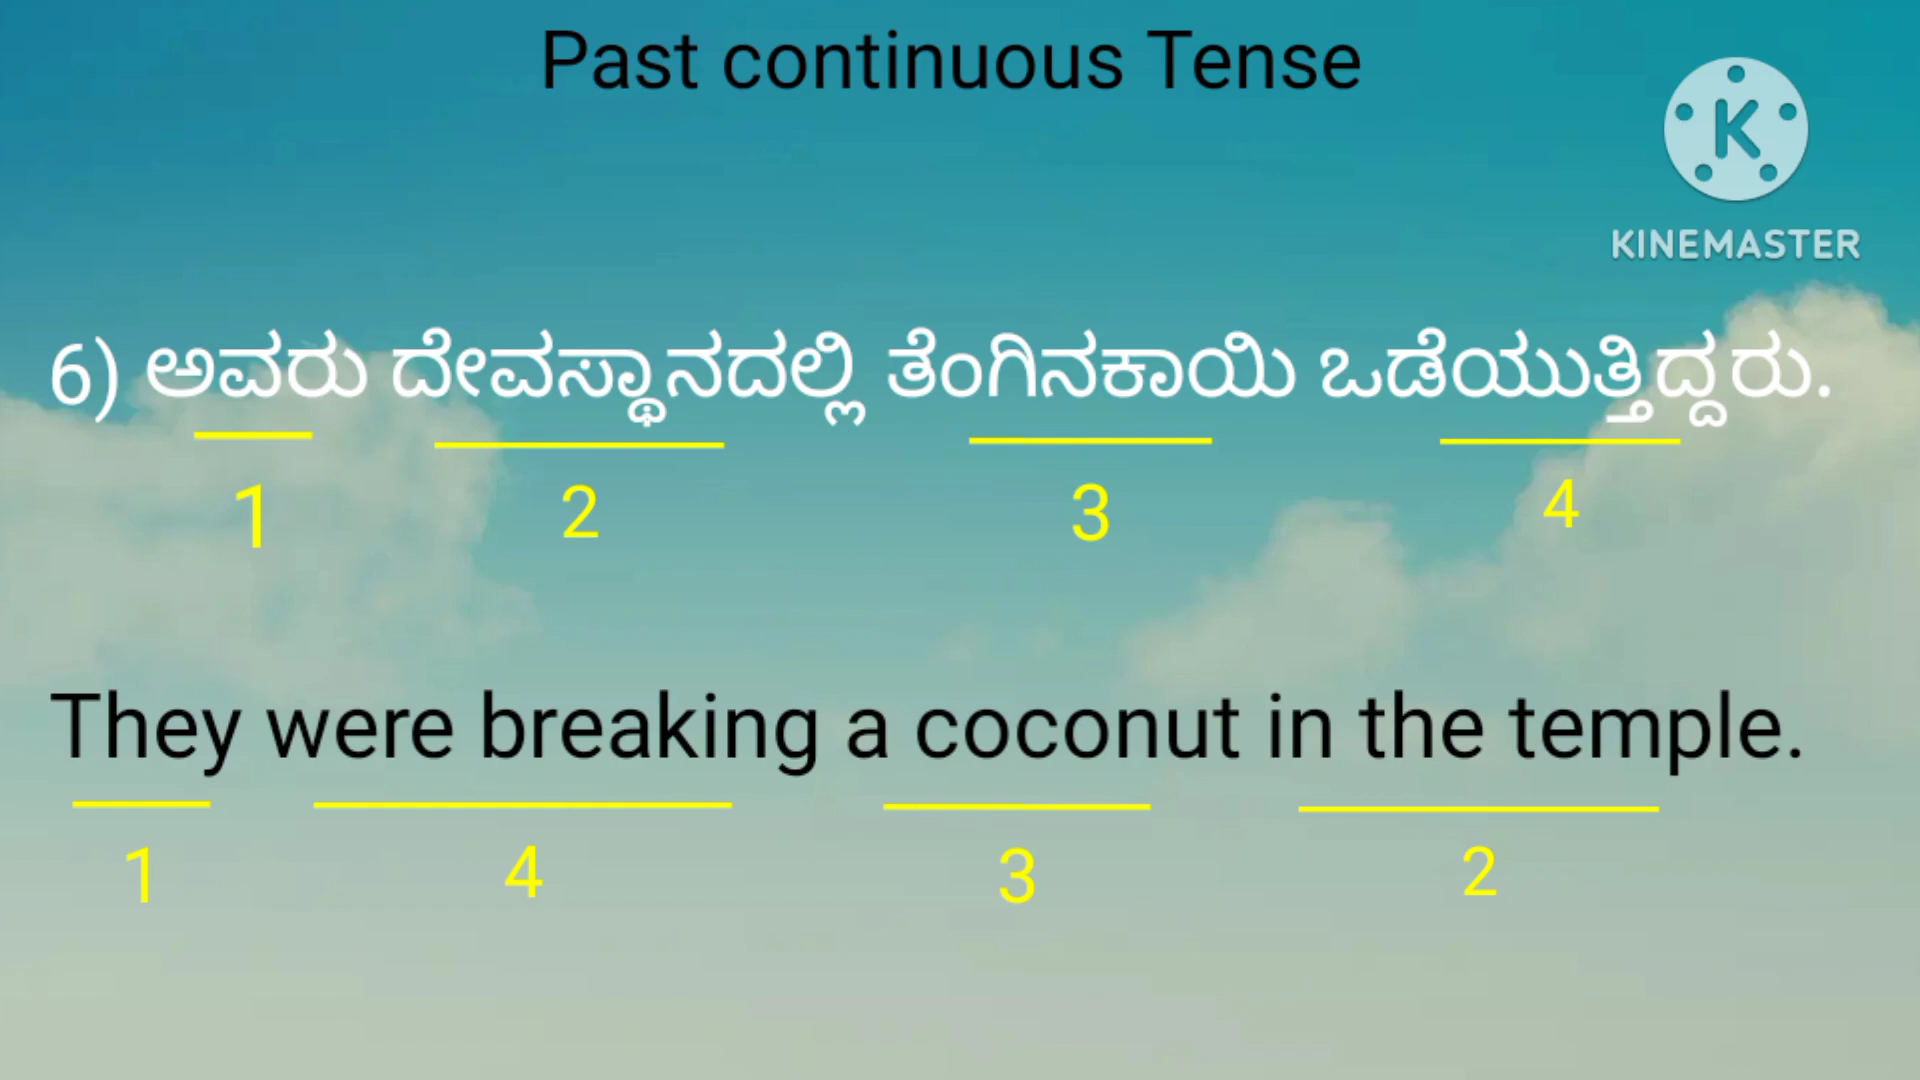 Past continuous Tense
K
KINEMASTER
6) ಅವರು ದೇವಸ್ಥಾನದಲ್ಲಿ ತೆಂಗಿನಕಾಯಿ ಒಡೆಯುತ್ತಿದ್ದರು.
1 2 3 4
They were breaking a coconut in the temple.
1 4 3 2